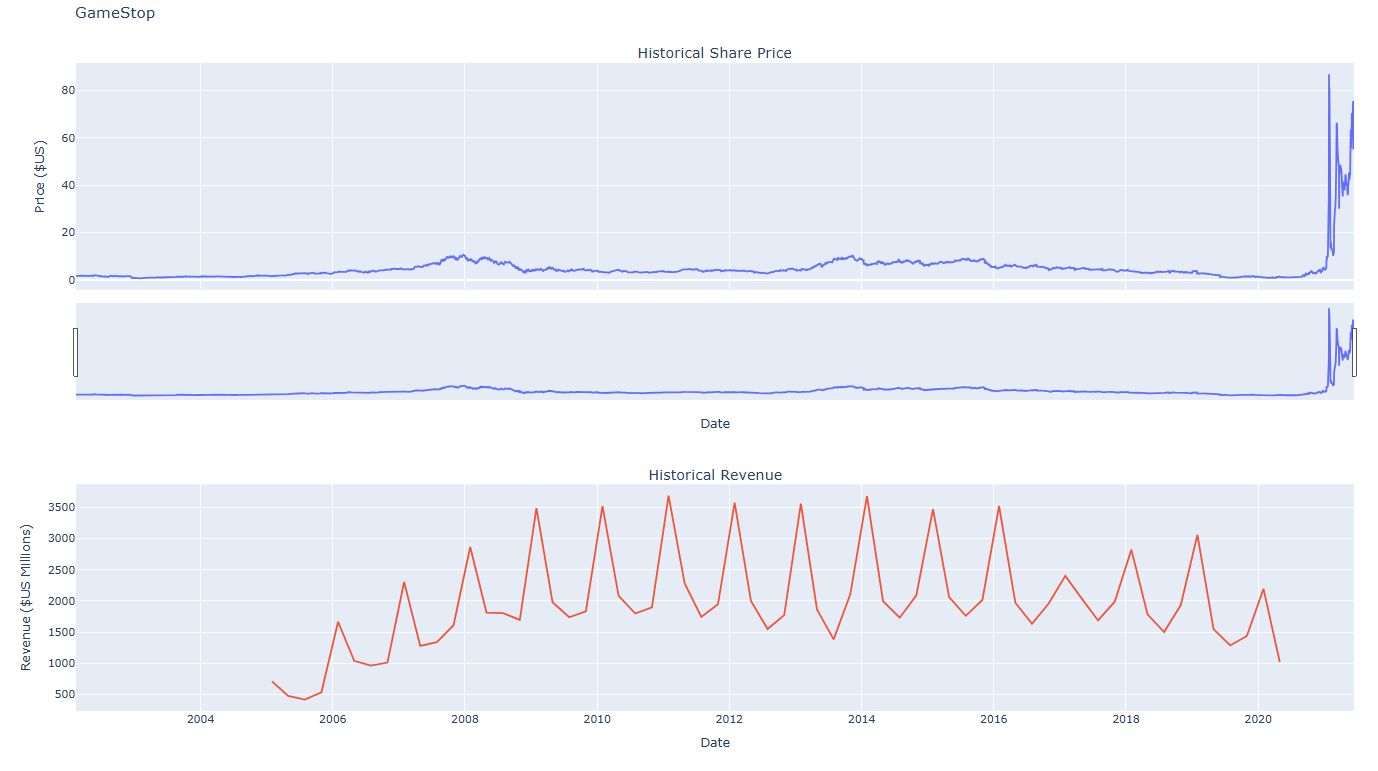 GameStop
Historical Share Price
80
60
40
20
0
Price ($US)
Date
Historical Revenue
3500
3000
2500
2000
1500
1000
500
Revenue ($US Millions)
2004 2006 2008 2010 2012 2014 2016 2018 2020
Date